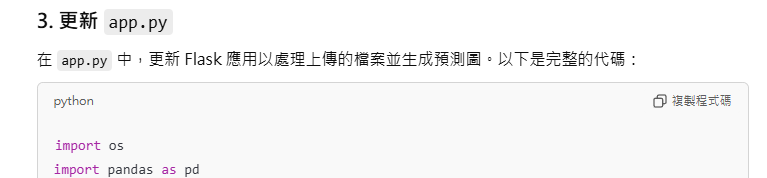 3. 更新 app.py
在 app.py 中，更新 Flask 應用以處理上傳的檔案並生成預測圖。以下是完整的代碼：
python 複製程式碼
import os
import pandas as pd